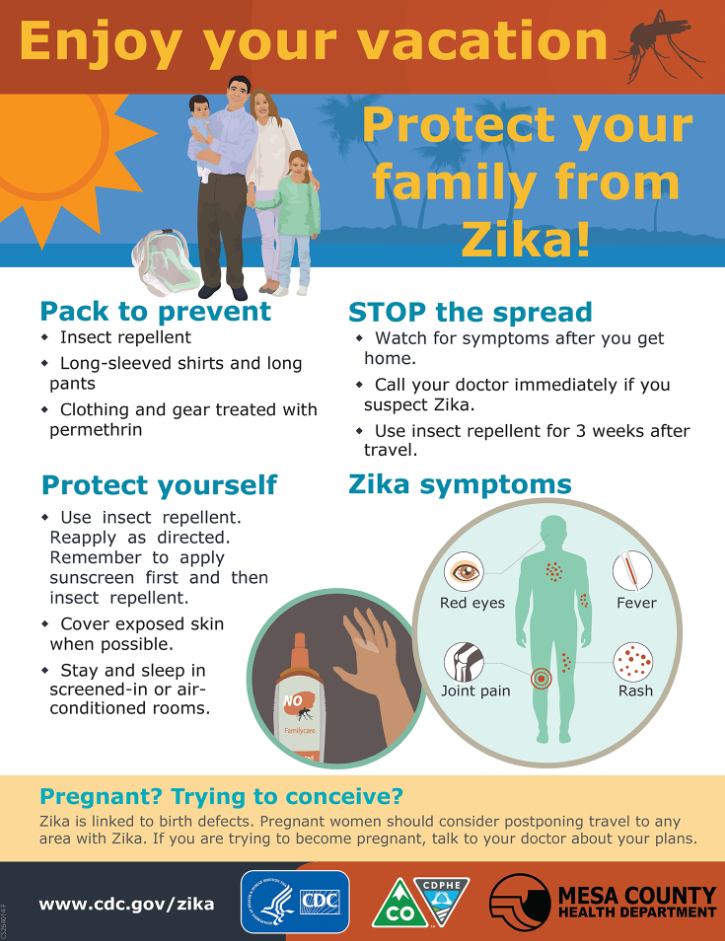 Enjoy your vacation
Protect your
family from
Zika!
Pack to prevent
◆ Insect repellent
◆ Long-sleeved shirts and long
pants
◆ Clothing and gear treated with
permethrin
STOP the spread
◆ Watch for symptoms after you get
home.
◆ Call your doctor immediately if you
suspect Zika.
◆ Use insect repellent for 3 weeks after
travel.
Protect yourself
◆ Use insect repellent.
Reapply as directed.
Remember to apply
sunscreen first and then
insect repellent.
◆ Cover exposed skin
when possible.
◆ Stay and sleep in
screened-in or air-
conditioned rooms.
NO
Familycare
Zika symptoms
Red eyes
Fever
Joint pain
Rash
Pregnant? Trying to conceive?
Zika is linked to birth defects. Pregnant women should consider postponing travel to any
area with Zika. If you are trying to become pregnant, talk to your doctor about your plans.
www.cdc.gov/zika
CDC
CO
CDPHE
MESA COUNTY
HEALTH DEPARTMENT